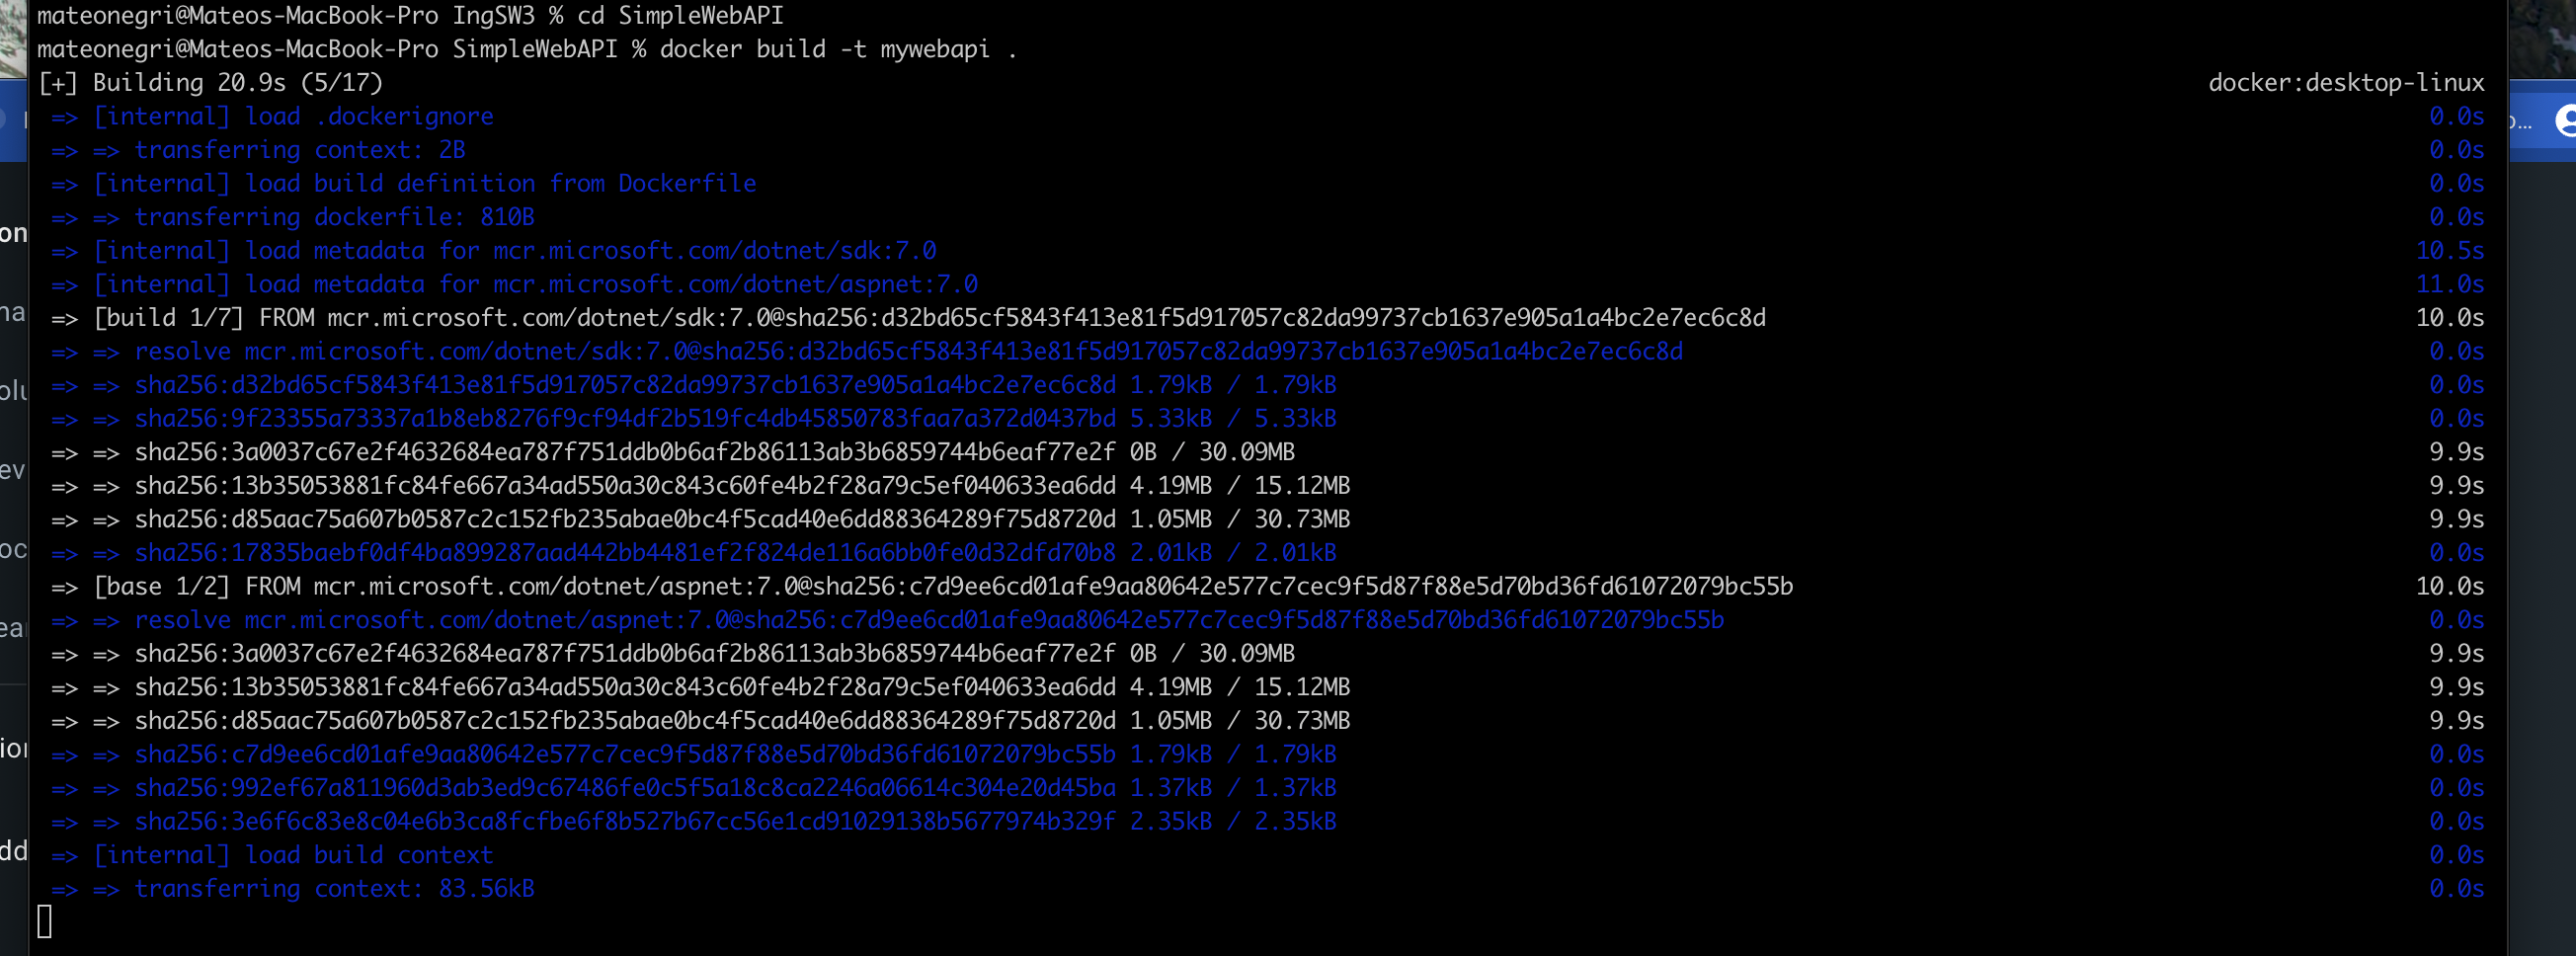 mateonegri@Mateos-MacBook-Pro IngSW3 % cd SimpleWebAPI
mateonegri@Mateos-MacBook-Pro SimpleWebAPI % docker build -t mywebapi .
[+] Building 20.9s (5/17) docker:desktop-linux
=> [internal] load .dockerignore 0.0s
=> => transferring context: 2B 0.0s
=> [internal] load build definition from Dockerfile 0.0s
=> => transferring dockerfile: 810B 0.0s
=> [internal] load metadata for mcr.microsoft.com/dotnet/sdk:7.0 10.5s
=> [internal] load metadata for mcr.microsoft.com/dotnet/aspnet:7.0 11.0s
=> [build 1/7] FROM mcr.microsoft.com/dotnet/sdk:7.0@sha256:d32bd65cf5843f413e81f5d917057c82da99737cb1637e905a1a4bc2e7ec6c8d 10.0s
=> => resolve mcr.microsoft.com/dotnet/sdk:7.0@sha256:d32bd65cf5843f413e81f5d917057c82da99737cb1637e905a1a4bc2e7ec6c8d 0.0s
=> => sha256:d32bd65cf5843f413e81f5d917057c82da99737cb1637e905a1a4bc2e7ec6c8d 1.79kB / 1.79kB 0.0s
=> => sha256:9f23355a73337a1b8eb8276f9cf94df2b519fc4db45850783faa7a372d0437bd 5.33kB / 5.33kB 0.0s
=> => sha256:3a0037c67e2f4632684ea787f751ddb0b6af2b86113ab3b6859744b6eaf77e2f 0B / 30.09MB 9.9s
=> => sha256:13b35053881fc84fe667a34ad550a30c843c60fe4b2f28a79c5ef040633ea6dd 4.19MB / 15.12MB 9.9s
=> => sha256:d85aac75a607b0587c2c152fb235abae0bc4f5cad40e6dd88364289f75d8720d 1.05MB / 30.73MB 9.9s
=> => sha256:17835baebf0df4ba899287aad442bb4481ef2f824de116a6bb0fe0d32dfd70b8 2.01kB / 2.01kB 0.0s
=> [base 1/2] FROM mcr.microsoft.com/dotnet/aspnet:7.0@sha256:c7d9ee6cd01afe9aa80642e577c7cec9f5d87f88e5d70bd36fd61072079bc55b 10.0s
=> => resolve mcr.microsoft.com/dotnet/aspnet:7.0@sha256:c7d9ee6cd01afe9aa80642e577c7cec9f5d87f88e5d70bd36fd61072079bc55b 0.0s
=> => sha256:3a0037c67e2f4632684ea787f751ddb0b6af2b86113ab3b6859744b6eaf77e2f 0B / 30.09MB 9.9s
=> => sha256:13b35053881fc84fe667a34ad550a30c843c60fe4b2f28a79c5ef040633ea6dd 4.19MB / 15.12MB 9.9s
=> => sha256:d85aac75a607b0587c2c152fb235abae0bc4f5cad40e6dd88364289f75d8720d 1.05MB / 30.73MB 9.9s
=> => sha256:c7d9ee6cd01afe9aa80642e577c7cec9f5d87f88e5d70bd36fd61072079bc55b 1.79kB / 1.79kB 0.0s
=> => sha256:992ef67a811960d3ab3ed9c67486fe0c5f5a18c8ca2246a06614c304e20d45ba 1.37kB / 1.37kB 0.0s
=> => sha256:3e6f6c83e8c04e6b3ca8fcfbe6f8b527b67cc56e1cd91029138b5677974b329f 2.35kB / 2.35kB 0.0s
=> [internal] load build context 0.0s
=> => transferring context: 83.56kB 0.0s